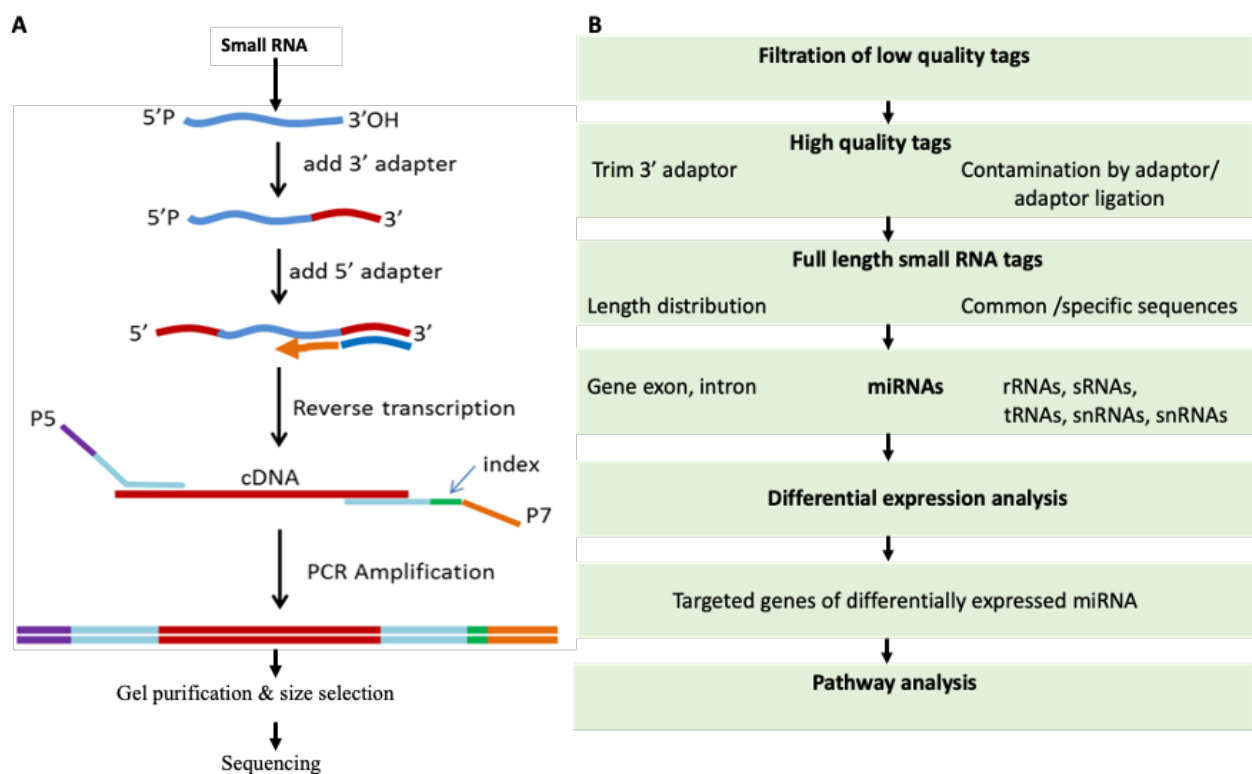 A
Small RNA
5’P
3’OH
add 3’ adapter
5’P
3’
add 5’ adapter
5’
3’
Reverse transcription
P5
cDNA
index
P7
PCR Amplification
Gel purification & size selection
Sequencing
B
Filtration of low quality tags
High quality tags
Trim 3’ adaptor
Contamination by adaptor/
adaptor ligation
Full length small RNA tags
Length distribution
Common /specific sequences
Gene exon, intron
miRNAs
rRNAs, sRNAs,
tRNAs, snRNAs, snRNAs
Differential expression analysis
Targeted genes of differentially expressed miRNA
Pathway analysis